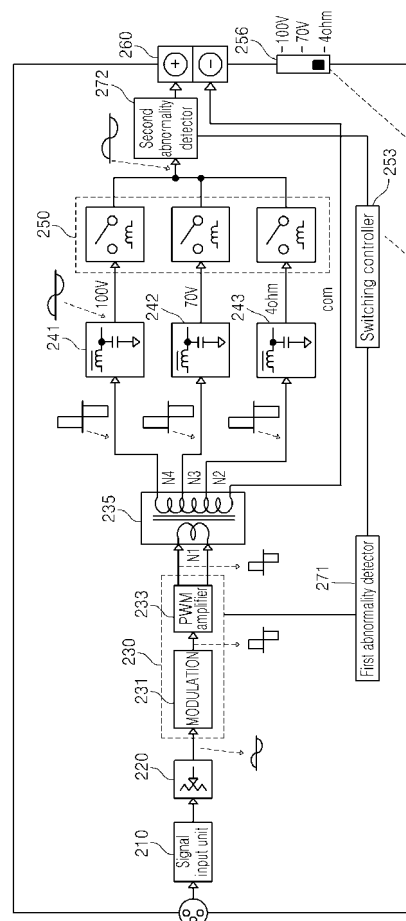 210
Signal
input unit
220
230
231
MODULATION
233
PWM
amplifier
235
N1
N4
N3
N2
241
100V
242
70V
243
4ohm
com
250
272
Second
abnormality
detector
260
+
−
256
100V
70V
4ohm
253
Switching controller
271
First abnormality detector